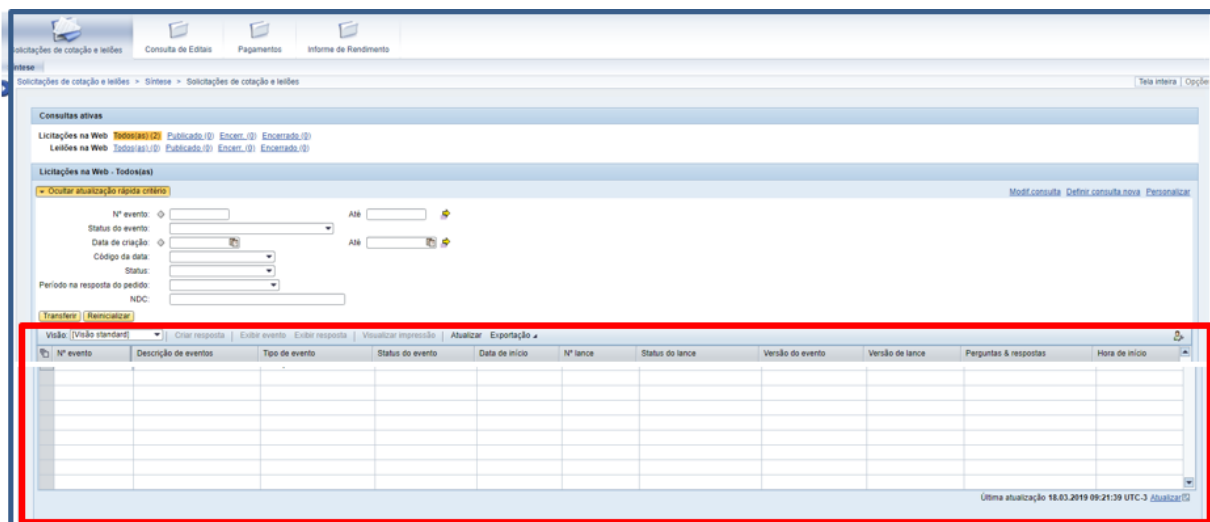 Solicitações de cotação e leilões Consulta de Editais Pagamentos Informe de Rendimento
Síntese
Solicitações de cotação e leilões > Síntese > Solicitações de cotação e leilões Tela inteira Opções
Consultas ativas
Licitações na Web Todos(as) (2) Publicado (0) Encerr. (0) Encerrado (0)
Leilões na Web Todos(as) (0) Publicado (0) Encerr. (0) Encerrado (0)
Licitações na Web - Todos(as)
Ocultar atualização rápida critério Modif.consulta Definir consulta nova Personalizar
Nº evento: Até
Status do evento:
Data de criação: Até
Código da data:
Status:
Período na resposta do pedido:
NDC:
Transferir Reinicializar
Visão: [Visão standard] Criar resposta Exibir evento Exibir resposta Visualizar impressão Atualizar Exportação
Nº evento Descrição de eventos Tipo de evento Status do evento Data de início Nº lance Status do lance Versão do evento Versão de lance Perguntas & respostas Hora de início
Última atualização 18.03.2019 09:21:39 UTC-3 Atualizar